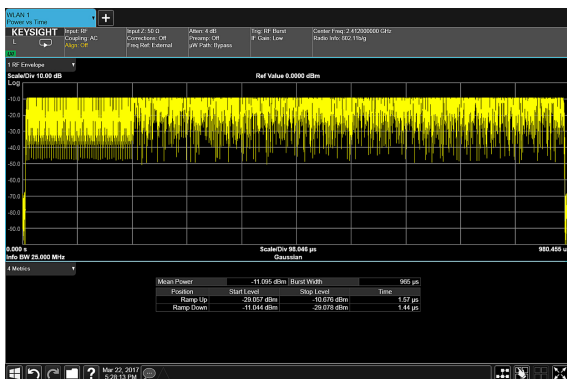 WLAN 1
Power vs Time
KEYSIGHT
L
Input: RF
Coupling: AC
Align: Off
Input Z: 50 Ω
Corrections: Off
Freq Ref: External
Atten: 4 dB
Preamp: Off
µW Path: Bypass
Trig: RF Burst
IF Gain: Low
Center Freq: 2.412000000 GHz
Radio Info: 802.11b/g
1 RF Envelope
Scale/Div 10.00 dB
Ref Value 0.0000 dBm
Log
-10.0
-20.0
-30.0
-40.0
-50.0
-60.0
-70.0
-80.0
-90.0
0.000 s
Scale/Div 98.046 µs
980.455 u
Info BW 25.000 MHz
Gaussian
4 Metrics
Mean Power -11.095 dBm Burst Width 965 µs
Position Start Level Stop Level Time
Ramp Up -29.057 dBm -10.676 dBm 1.57 µs
Ramp Down -11.044 dBm -29.078 dBm 1.44 µs
?
Mar 22, 2017
5:28:13 PM